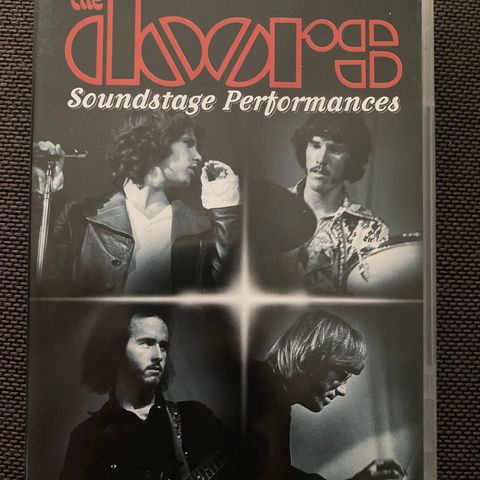 the
doors
Soundstage Performances